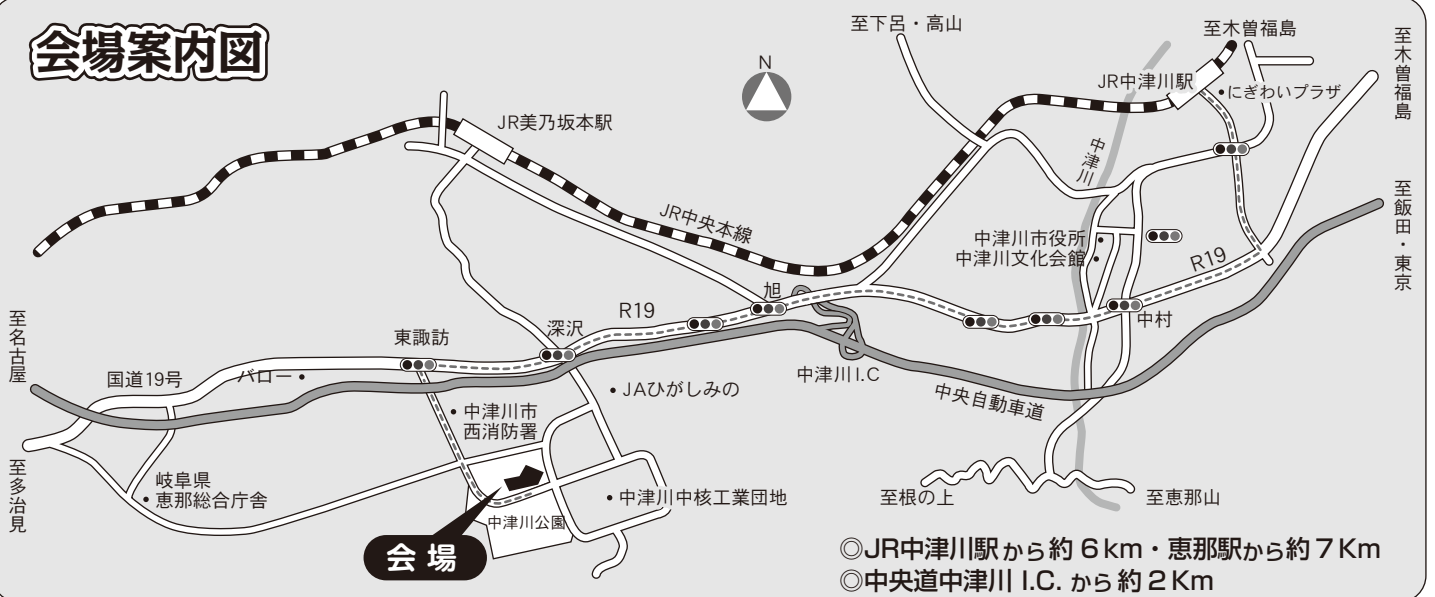 会場案内図
至下呂・高山
至木曽福島
至木曽福島
N
JR中津川駅
・にぎわいプラザ
JR美乃坂本駅
中津川
JR中央本線
至飯田・東京
中津川市役所・
中津川文化会館・
R19
旭
R19
中村
至名古屋
東諏訪
深沢
国道19号
バロー・
中津川I.C
中央自動車道
・JAひがしみの
・中津川市
西消防署
至多治見
岐阜県
・恵那総合庁舎
・中津川中核工業団地
至根の上
至恵那山
中津川公園
会場
◎JR中津川駅から約6km・恵那駅から約7Km
◎中央道中津川 I.C. から約2Km